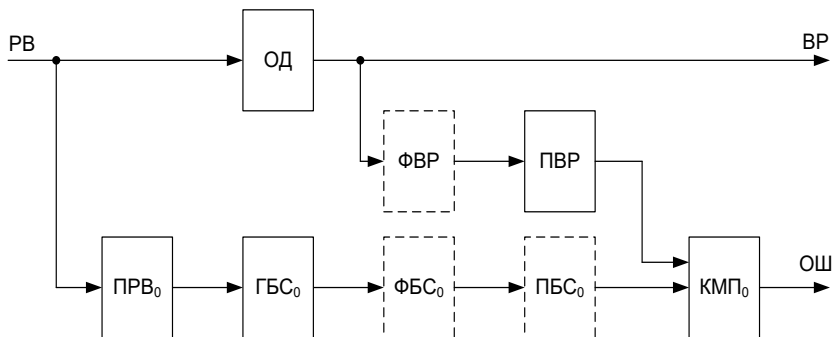 РВ
ОД
ВР
ФВР
ПВР
ПРВ₀
ГБС₀
ФБС₀
ПБС₀
КМП₀
ОШ